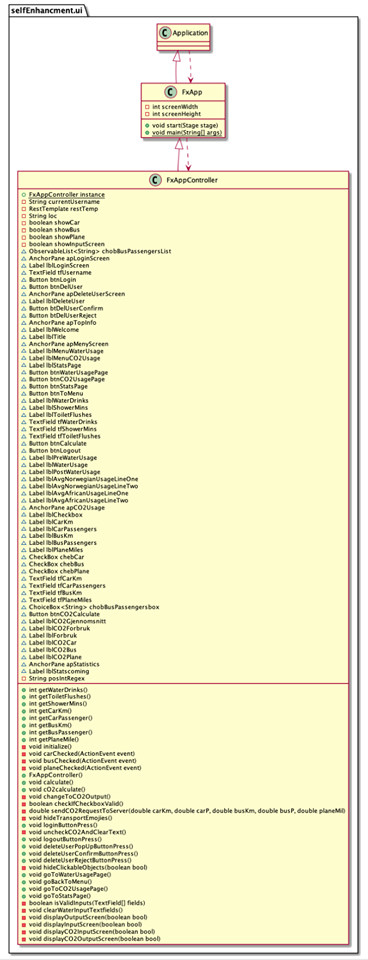 selfEnhancment.ui
C Application
C FxApp
int screenWidth
int screenHeight
void start(Stage stage)
void main(String[] args)
C FxAppController
FxAppController instance
String currentUsername
RestTemplate restTemp
String loc
boolean showCar
boolean showBus
boolean showPlane
boolean showInputScreen
ObservableList<String> chobBusPassengersList
AnchorPane apLoginScreen
Label lblLoginScreen
TextField tfUsername
Button btnLogin
Button btnDelUser
AnchorPane apDeleteUserScreen
Label lblDeleteUser
Button btDelUserConfirm
Button btDelUserReject
AnchorPane apTopInfo
Label lblWelcome
Label lblTitle
AnchorPane apMenyScreen
Label lblMenuWaterUsage
Label lblMenuCO2Usage
Label lblStatsPage
Button btnWaterUsagePage
Button btnCO2UsagePage
Button btnStatsPage
Button btnToMenu
Label lblWaterDrinks
Label lblShowerMins
Label lblToiletFlushes
TextField tfWaterDrinks
TextField tfShowerMins
TextField tfToiletFlushes
Button btnCalculate
Button btnLogout
Label lblPreWaterUsage
Label lblWaterUsage
Label lblPostWaterUsage
Label lblAvgNorwegianUsageLineOne
Label lblAvgNorwegianUsageLineTwo
Label lblAvgAfricanUsageLineOne
Label lblAvgAfricanUsageLineTwo
AnchorPane apCO2Usage
Label lblCheckbox
Label lblCarKm
Label lblCarPassengers
Label lblBusKm
Label lblBusPassengers
Label lblPlaneMiles
CheckBox chebCar
CheckBox chebBus
CheckBox chebPlane
TextField tfCarKm
TextField tfCarPassengers
TextField tfBusKm
TextField tfPlaneMiles
ChoiceBox<String> chobBusPassengersbox
Button btnCO2Calculate
Label lblCO2Gjennomsnitt
Label lblCO2Forbruk
Label lblForbruk
Label lblCO2Car
Label lblCO2Bus
Label lblCO2Plane
AnchorPane apStatistics
Label lblStatscoming
String posIntRegex
int getWaterDrinks()
int getToiletFlushes()
int getShowerMins()
int getCarKm()
int getCarPassenger()
int getBusKm()
int getBusPassenger()
int getPlaneMile()
void initialize()
void carChecked(ActionEvent event)
void busChecked(ActionEvent event)
void planeChecked(ActionEvent event)
FxAppController()
void calculate()
void cO2calculate()
void changeToCO2Output()
boolean checkIfCheckboxValid()
double sendCO2RequestToServer(double carKm, double carP, double busKm, double busP, double planeMil)
void hideTransportEmojies()
void loginButtonPress()
void uncheckCO2AndClearText()
void logoutButtonPress()
void deleteUserPopUpButtonPress()
void deleteUserConfirmButtonPress()
void deleteUserRejectButtonPress()
void hideClickableObjects(boolean bool)
void goToWaterUsagePage()
void goBackToMenu()
void goToCO2UsagePage()
void goToStatsPage()
boolean isValidInputs(TextField[] fields)
void clearWaterInputTextfields()
void displayOutputScreen(boolean bool)
void displayInputScreen(boolean bool)
void displayCO2InputScreen(boolean bool)
void displayCO2OutputScreen(boolean bool)